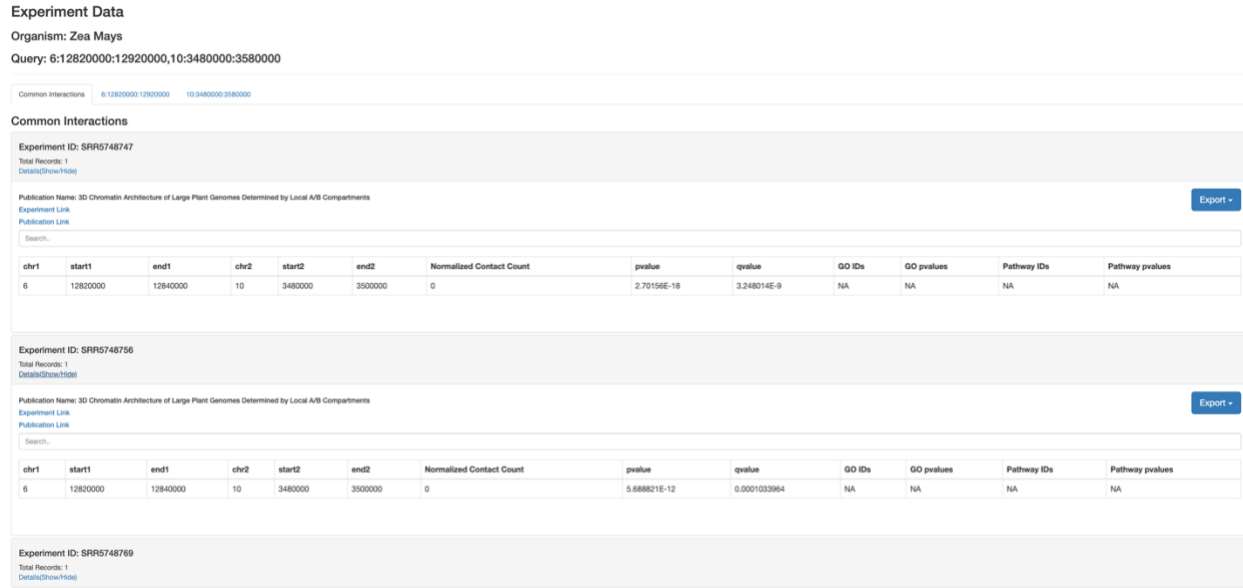 Experiment Data
Organism: Zea Mays
Query: 6:12820000:12920000,10:3480000:3580000
Common Interactions 6:12820000:12920000 10:3480000:3580000
Common Interactions
Experiment ID: SRR5748747
Total Records: 1
Details(Show/Hide)
Publication Name: 3D Chromatin Architecture of Large Plant Genomes Determined by Local A/B Compartments
Export
Experiment Link
Publication Link
Search..
chr1 start1 end1 chr2 start2 end2 Normalized Contact Count pvalue qvalue GO IDs GO pvalues Pathway IDs Pathway pvalues
6 12820000 12840000 10 3480000 3500000 0 2.70156E-18 3.248014E-9 NA NA NA NA
Experiment ID: SRR5748756
Total Records: 1
Details(Show/Hide)
Publication Name: 3D Chromatin Architecture of Large Plant Genomes Determined by Local A/B Compartments
Export
Experiment Link
Publication Link
Search..
chr1 start1 end1 chr2 start2 end2 Normalized Contact Count pvalue qvalue GO IDs GO pvalues Pathway IDs Pathway pvalues
6 12820000 12840000 10 3480000 3500000 0 5.688821E-12 0.0001033964 NA NA NA NA
Experiment ID: SRR5748769
Total Records: 1
Details(Show/Hide)